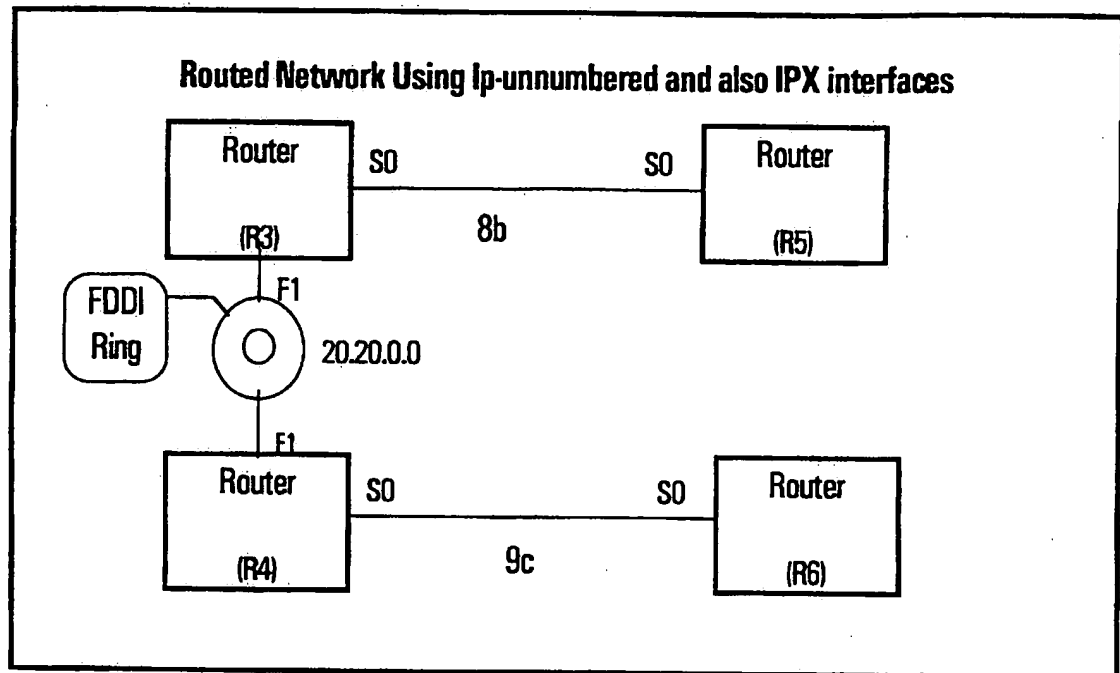 Routed Network Using Ip-unnumbered and also IPX interfaces
Router
S0
S0
Router
8b
(R3)
(R5)
F1
FDDI
Ring
20.20.0.0
F1
Router
S0
S0
Router
9c
(R4)
(R6)